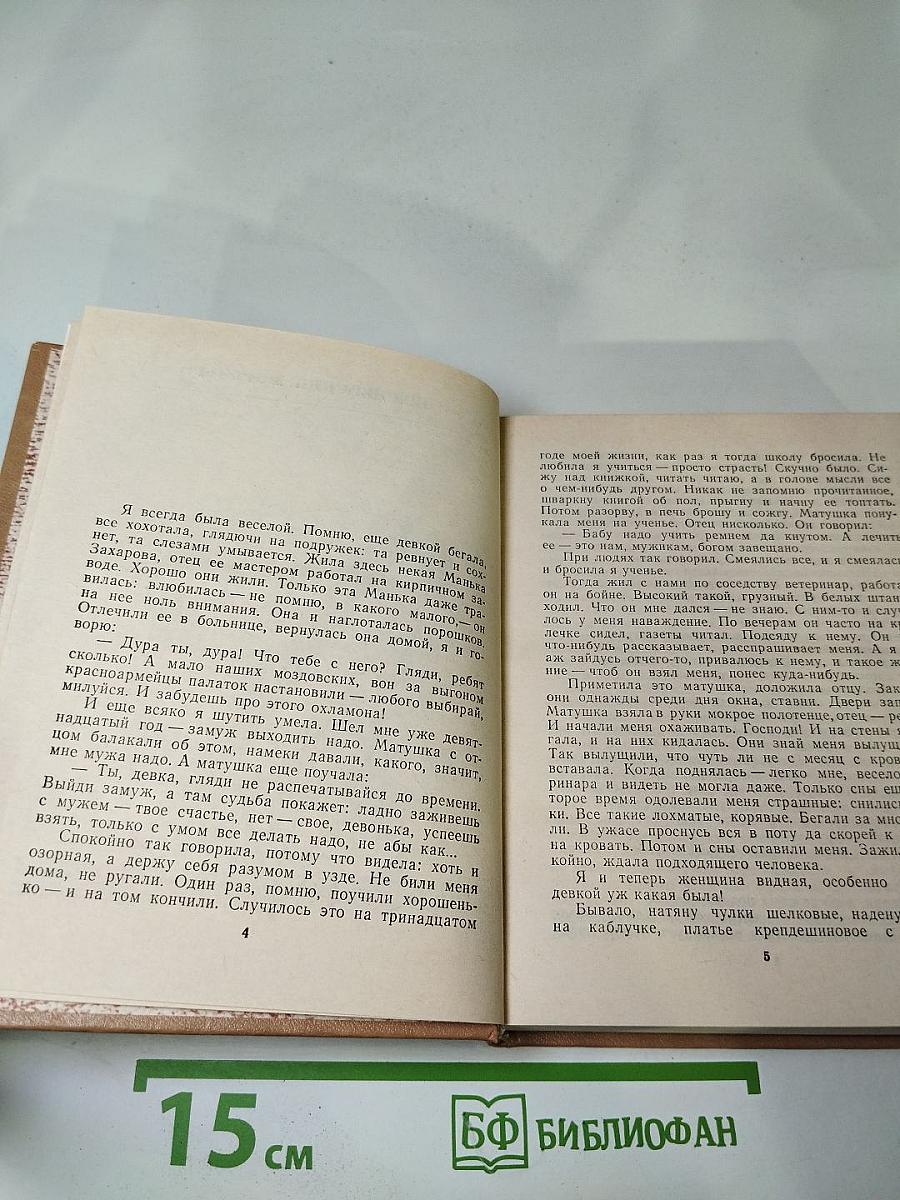 Я всегда была веселой. Помню, еще девкой бегала,
все хохотала, глядючи на подружек: та ревнует и сох-
нет, та слезами умывается. Жила здесь некая Манька
Захарова, отец ее мастером работал на кирпичном за-
воде. Хорошо они жили. Только эта Манька даже тра-
вилась: влюбилась — не помню, в какого малого, — он
на нее ноль внимания. Она и наглоталась порошков.
Отлечили ее в больнице, вернулась она домой, я и го-
ворю:
— Дура ты, дура! Что тебе с него? Гляди, ребят
сколько! А мало наших моздовских, вон за выгоном
красноармейцы палаток настановили — любого выбирай,
милуйся. И забудешь про этого охламона!
И еще всяко я шутить умела. Шел мне уже девят-
надцатый год — замуж выходить надо. Матушка с от-
цом балакали об этом, намеки давали, какого, значит,
мне мужа надо. А матушка еще поучала:
— Ты, девка, гляди не распечатывайся до времени.
Выйди замуж, а там судьба покажет: ладно заживешь
с мужем — твое счастье, нет — свое, девонька, успеешь
взять, только с умом все делать надо, не абы как...
Спокойно так говорила, потому что видела: хоть и
озорная, а держу себя разумом в узде. Не били меня
дома, не ругали. Один раз, помню, поучили хорошень-
ко — и на том кончили. Случилось это на тринадцатом
4
годе моей жизни, как раз я тогда школу бросила. Не
любила я учиться — просто страсть! Скучно было. Си-
жу над книжкой, читать читаю, а в голове мысли все
о чем-нибудь другом. Никак не запомню прочитанное,
шваркну книгой об пол, прыгну и сожгу топтать.
Потом разорву, в печь брошу и сожгу. Матушка пону-
кала меня на ученье. Отец нисколько. Он говорил:
— Бабу надо учить ремнем да кнутом. А лечить
ее — это нам, мужикам, богом завещано.
При людях так говорил. Смеялись все, и я смеялась
и бросила я ученье.
Тогда жил с нами по соседству ветеринар, работа
он на бойне. Высокий такой, грузный. В белых штан
ходил. Что он мне дался — не знаю. С ним-то и случ
лось у меня наваждение. По вечерам он часто на кр
лечке сидел, газеты читал. Подсяду к нему. Он
что-нибудь рассказывает, расспрашивает меня. А я
аж зайдусь отчего-то, привалюсь к нему, и такое ж
ние — чтоб он взял меня, понес куда-нибудь.
Приметила это матушка, доложила отцу. Зак
они однажды среди дня окна, ставни. Двери зап
Матушка взяла в руки мокрое полотенце, отец — ре
И начали меня охаживать. Господи! И на стены я
гала, и на них кидалась. Они знай меня вылущ
Так вылущили, что чуть ли не с месяц с крова
вставала. Когда поднялась — легко мне, весело
ринара и видеть не могла даже. Только сны ещ
торое время одолевали меня страшные: снились
ки. Все такие лохматые, корявые. Бегали за мно
ли. В ужасе проснусь вся в поту да скорей к
на кровать. Потом и сны оставили меня. Зажил
койно, ждала подходящего человека.
Я и теперь женщина видная, особенно
девкой уж какая была!
Бывало, натяну чулки шелковые, надену
на каблучке, платье крепдешиновое с
5
15 см
БФ БИБЛИОФАН